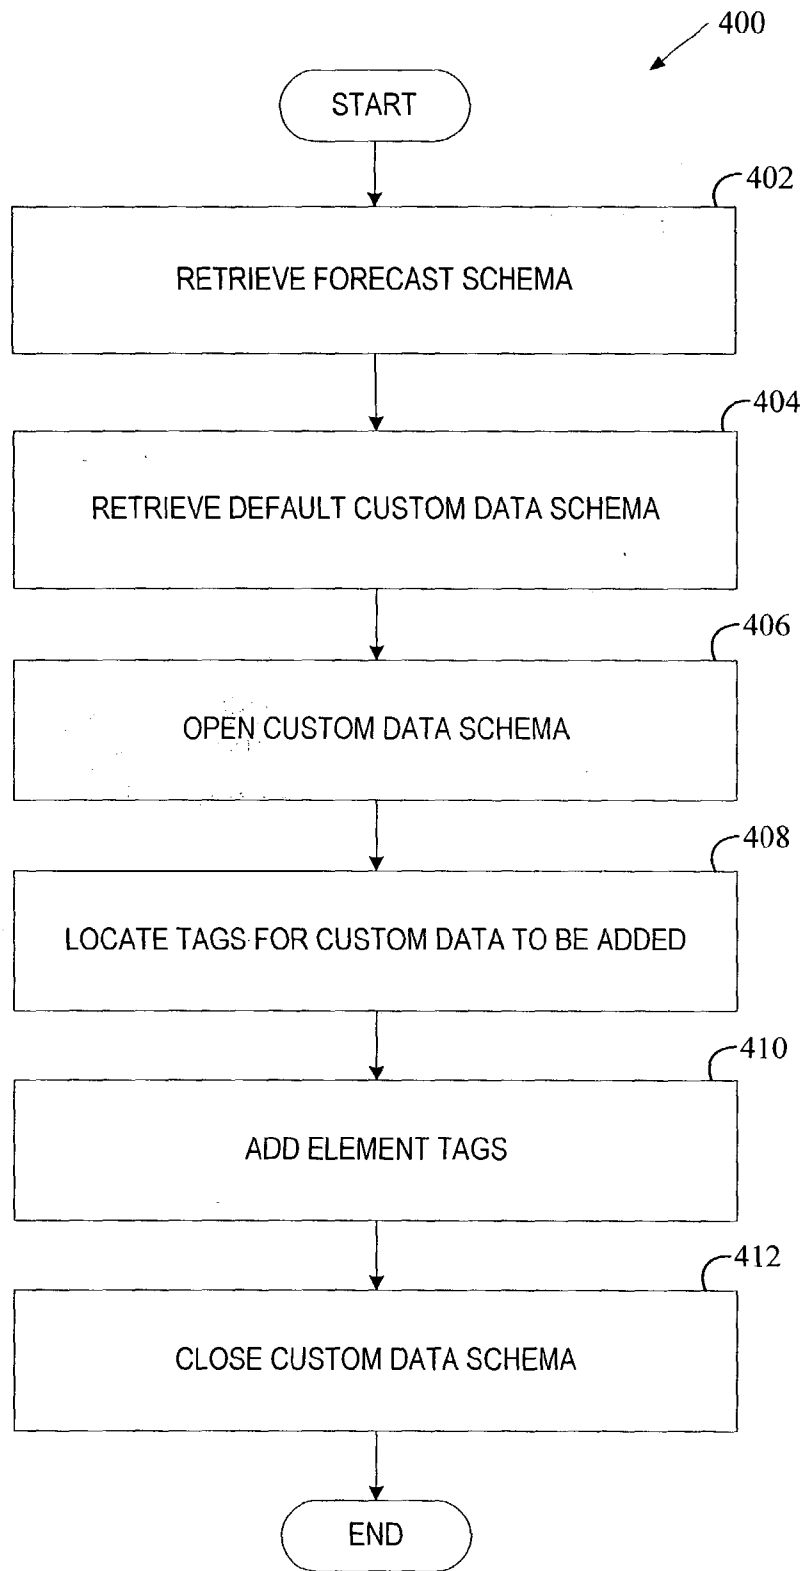 400
START
402
RETRIEVE FORECAST SCHEMA
404
RETRIEVE DEFAULT CUSTOM DATA SCHEMA
406
OPEN CUSTOM DATA SCHEMA
408
LOCATE TAGS FOR CUSTOM DATA TO BE ADDED
410
ADD ELEMENT TAGS
412
CLOSE CUSTOM DATA SCHEMA
END